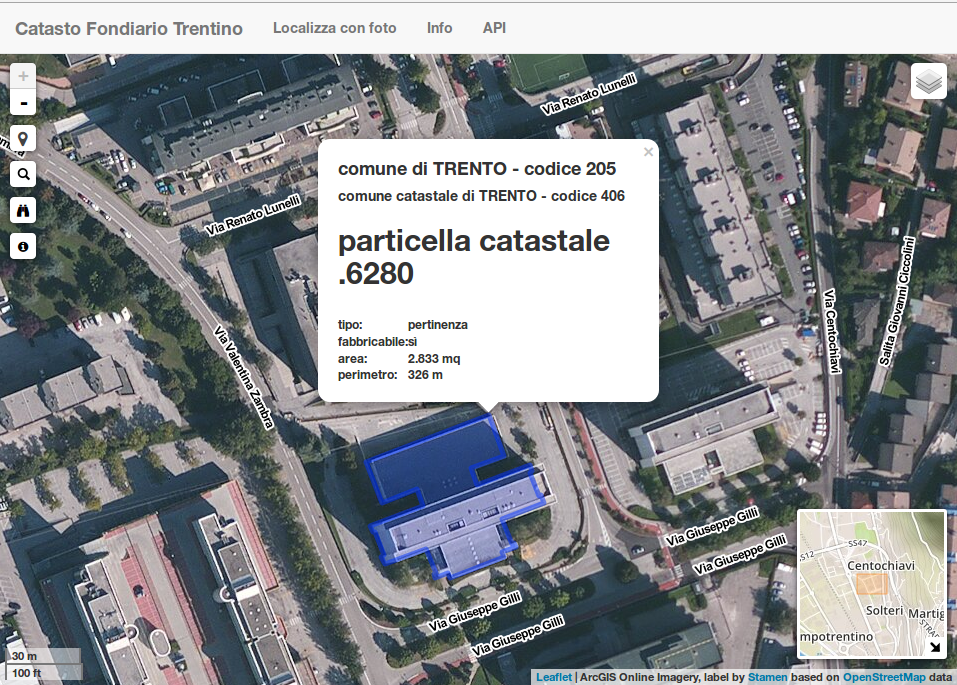 Catasto Fondiario Trentino Localizza con foto Info API
+
-
Via Renato Lunelli
Via Renato Lunelli
×
comune di TRENTO - codice 205
comune catastale di TRENTO - codice 406
particella catastale
.6280
tipo: pertinenza
fabbricabile:sì
area: 2.833 mq
perimetro: 326 m
Via Valentina Zambra
Via Centochiavi
Salita Giovanni Ciccolini
Via Giuseppe Gilli
Via Giuseppe Gilli
Via Giuseppe Gilli
Via Giuseppe Gilli
SS47
S12
Centochiavi
Solteri
Martig
STRA
mpotrentino
30 m
100 ft
Leaflet | ArcGIS Online Imagery, label by Stamen based on OpenStreetMap data